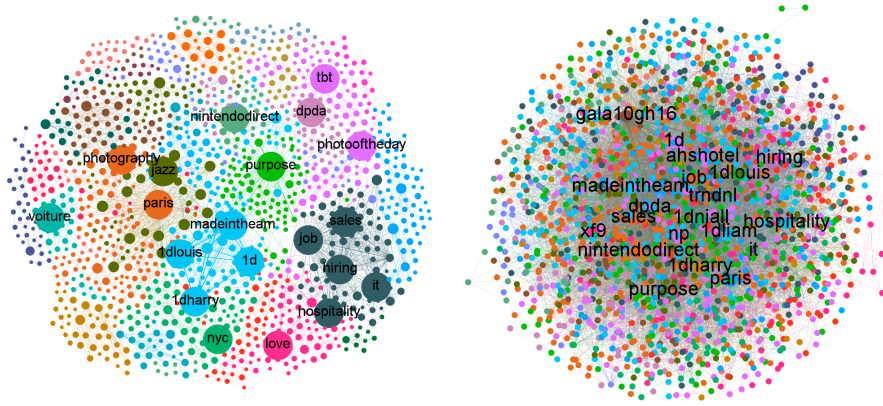 tbt
nintendodirect
dpda
photooftheday
photography
jazz
purpose
paris
voiture
madeintheam
sales
job
1dlouis
1d
hiring
it
1dharry
hospitality
nyc
love
gala10gh16
1d
ahshotel
hiring
1dlouis
job
madeintheam
trndnl
dpda
sales
1dniall
hospitality
xf9
np
1dliam
nintendodirect
it
1dharry
paris
purpose